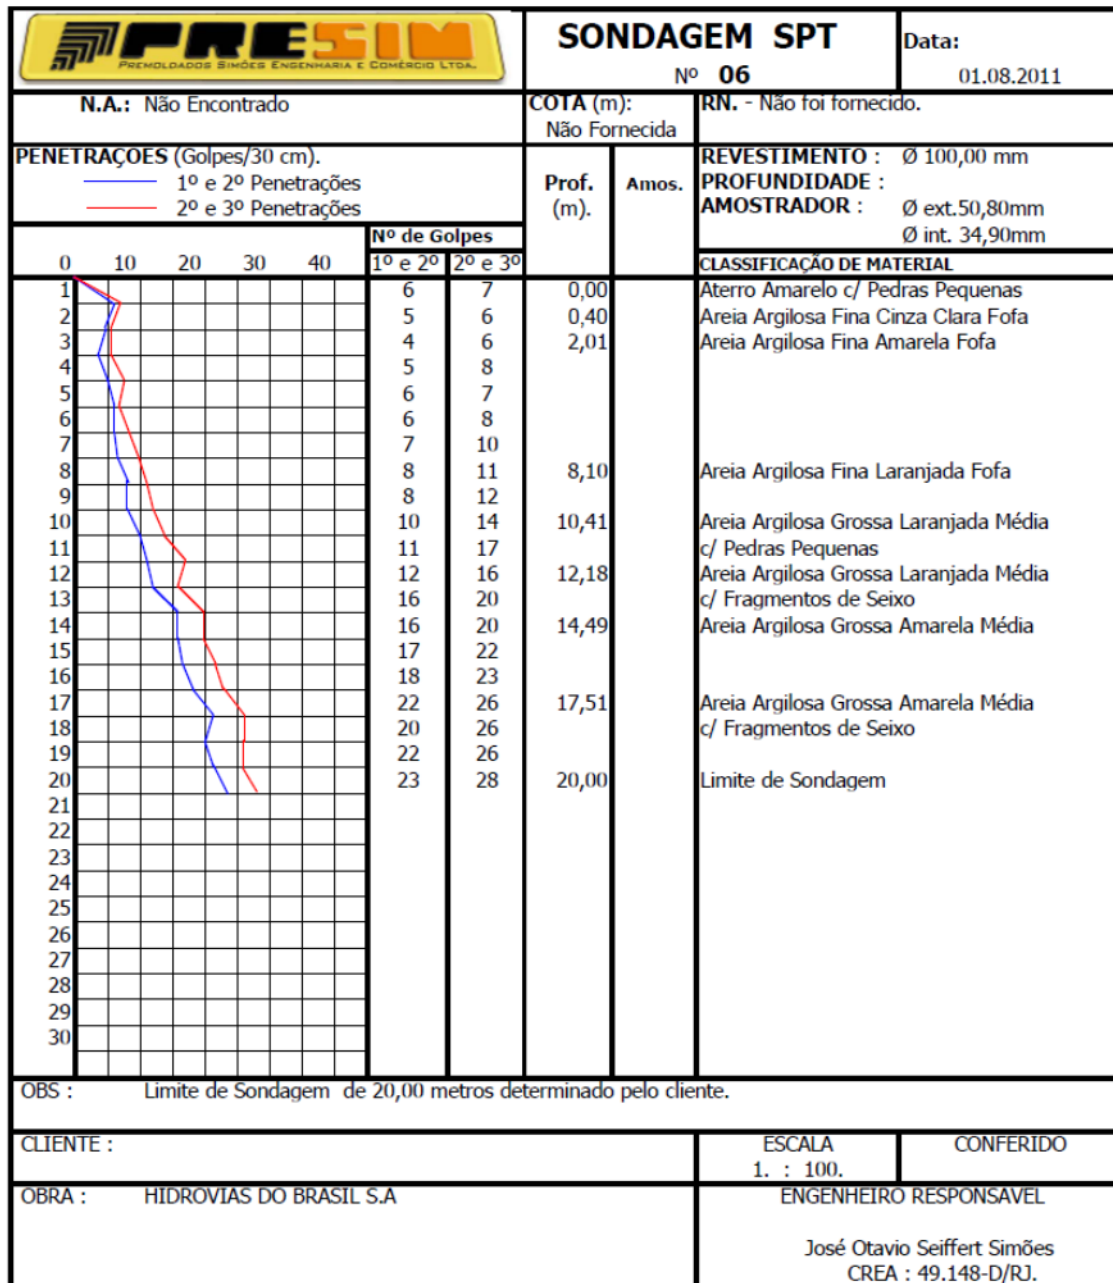 PRESIM
PREMOLDADOS SIMÕES ENGENHARIA E COMÉRCIO LTDA.
SONDAGEM SPT
Nº 06
Data:
01.08.2011
N.A.: Não Encontrado
COTA (m):
Não Fornecida
RN. - Não foi fornecido.
PENETRAÇOES (Golpes/30 cm).
1º e 2º Penetrações
2º e 3º Penetrações
Prof.
(m).
Amos.
REVESTIMENTO : Ø 100,00 mm
PROFUNDIDADE :
AMOSTRADOR : Ø ext.50,80mm
Ø int. 34,90mm
Nº de Golpes
0 10 20 30 40 1º e 2º 2º e 3º CLASSIFICAÇÃO DE MATERIAL
1 6 7 0,00 Aterro Amarelo c/ Pedras Pequenas
2 5 6 0,40 Areia Argilosa Fina Cinza Clara Fofa
3 4 6 2,01 Areia Argilosa Fina Amarela Fofa
4 5 8
5 6 7
6 6 8
7 7 10
8 8 11 8,10 Areia Argilosa Fina Laranjada Fofa
9 8 12
10 10 14 10,41 Areia Argilosa Grossa Laranjada Média
11 11 17 c/ Pedras Pequenas
12 12 16 12,18 Areia Argilosa Grossa Laranjada Média
13 16 20 c/ Fragmentos de Seixo
14 16 20 14,49 Areia Argilosa Grossa Amarela Média
15 17 22
16 18 23
17 22 26 17,51 Areia Argilosa Grossa Amarela Média
18 20 26 c/ Fragmentos de Seixo
19 22 26
20 23 28 20,00 Limite de Sondagem
21
22
23
24
25
26
27
28
29
30
OBS : Limite de Sondagem de 20,00 metros determinado pelo cliente.
CLIENTE :
ESCALA
1. : 100.
CONFERIDO
OBRA : HIDROVIAS DO BRASIL S.A
ENGENHEIRO RESPONSAVEL
José Otavio Seiffert Simões
CREA : 49.148-D/RJ.